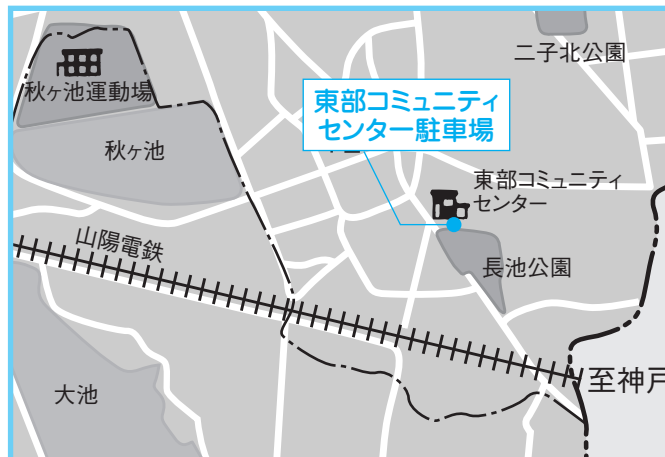 二子北公園
秋ヶ池運動場
東部コミュニティ
センター駐車場
秋ヶ池
東部コミュニティ
センター
山陽電鉄
長池公園
至神戸
大池